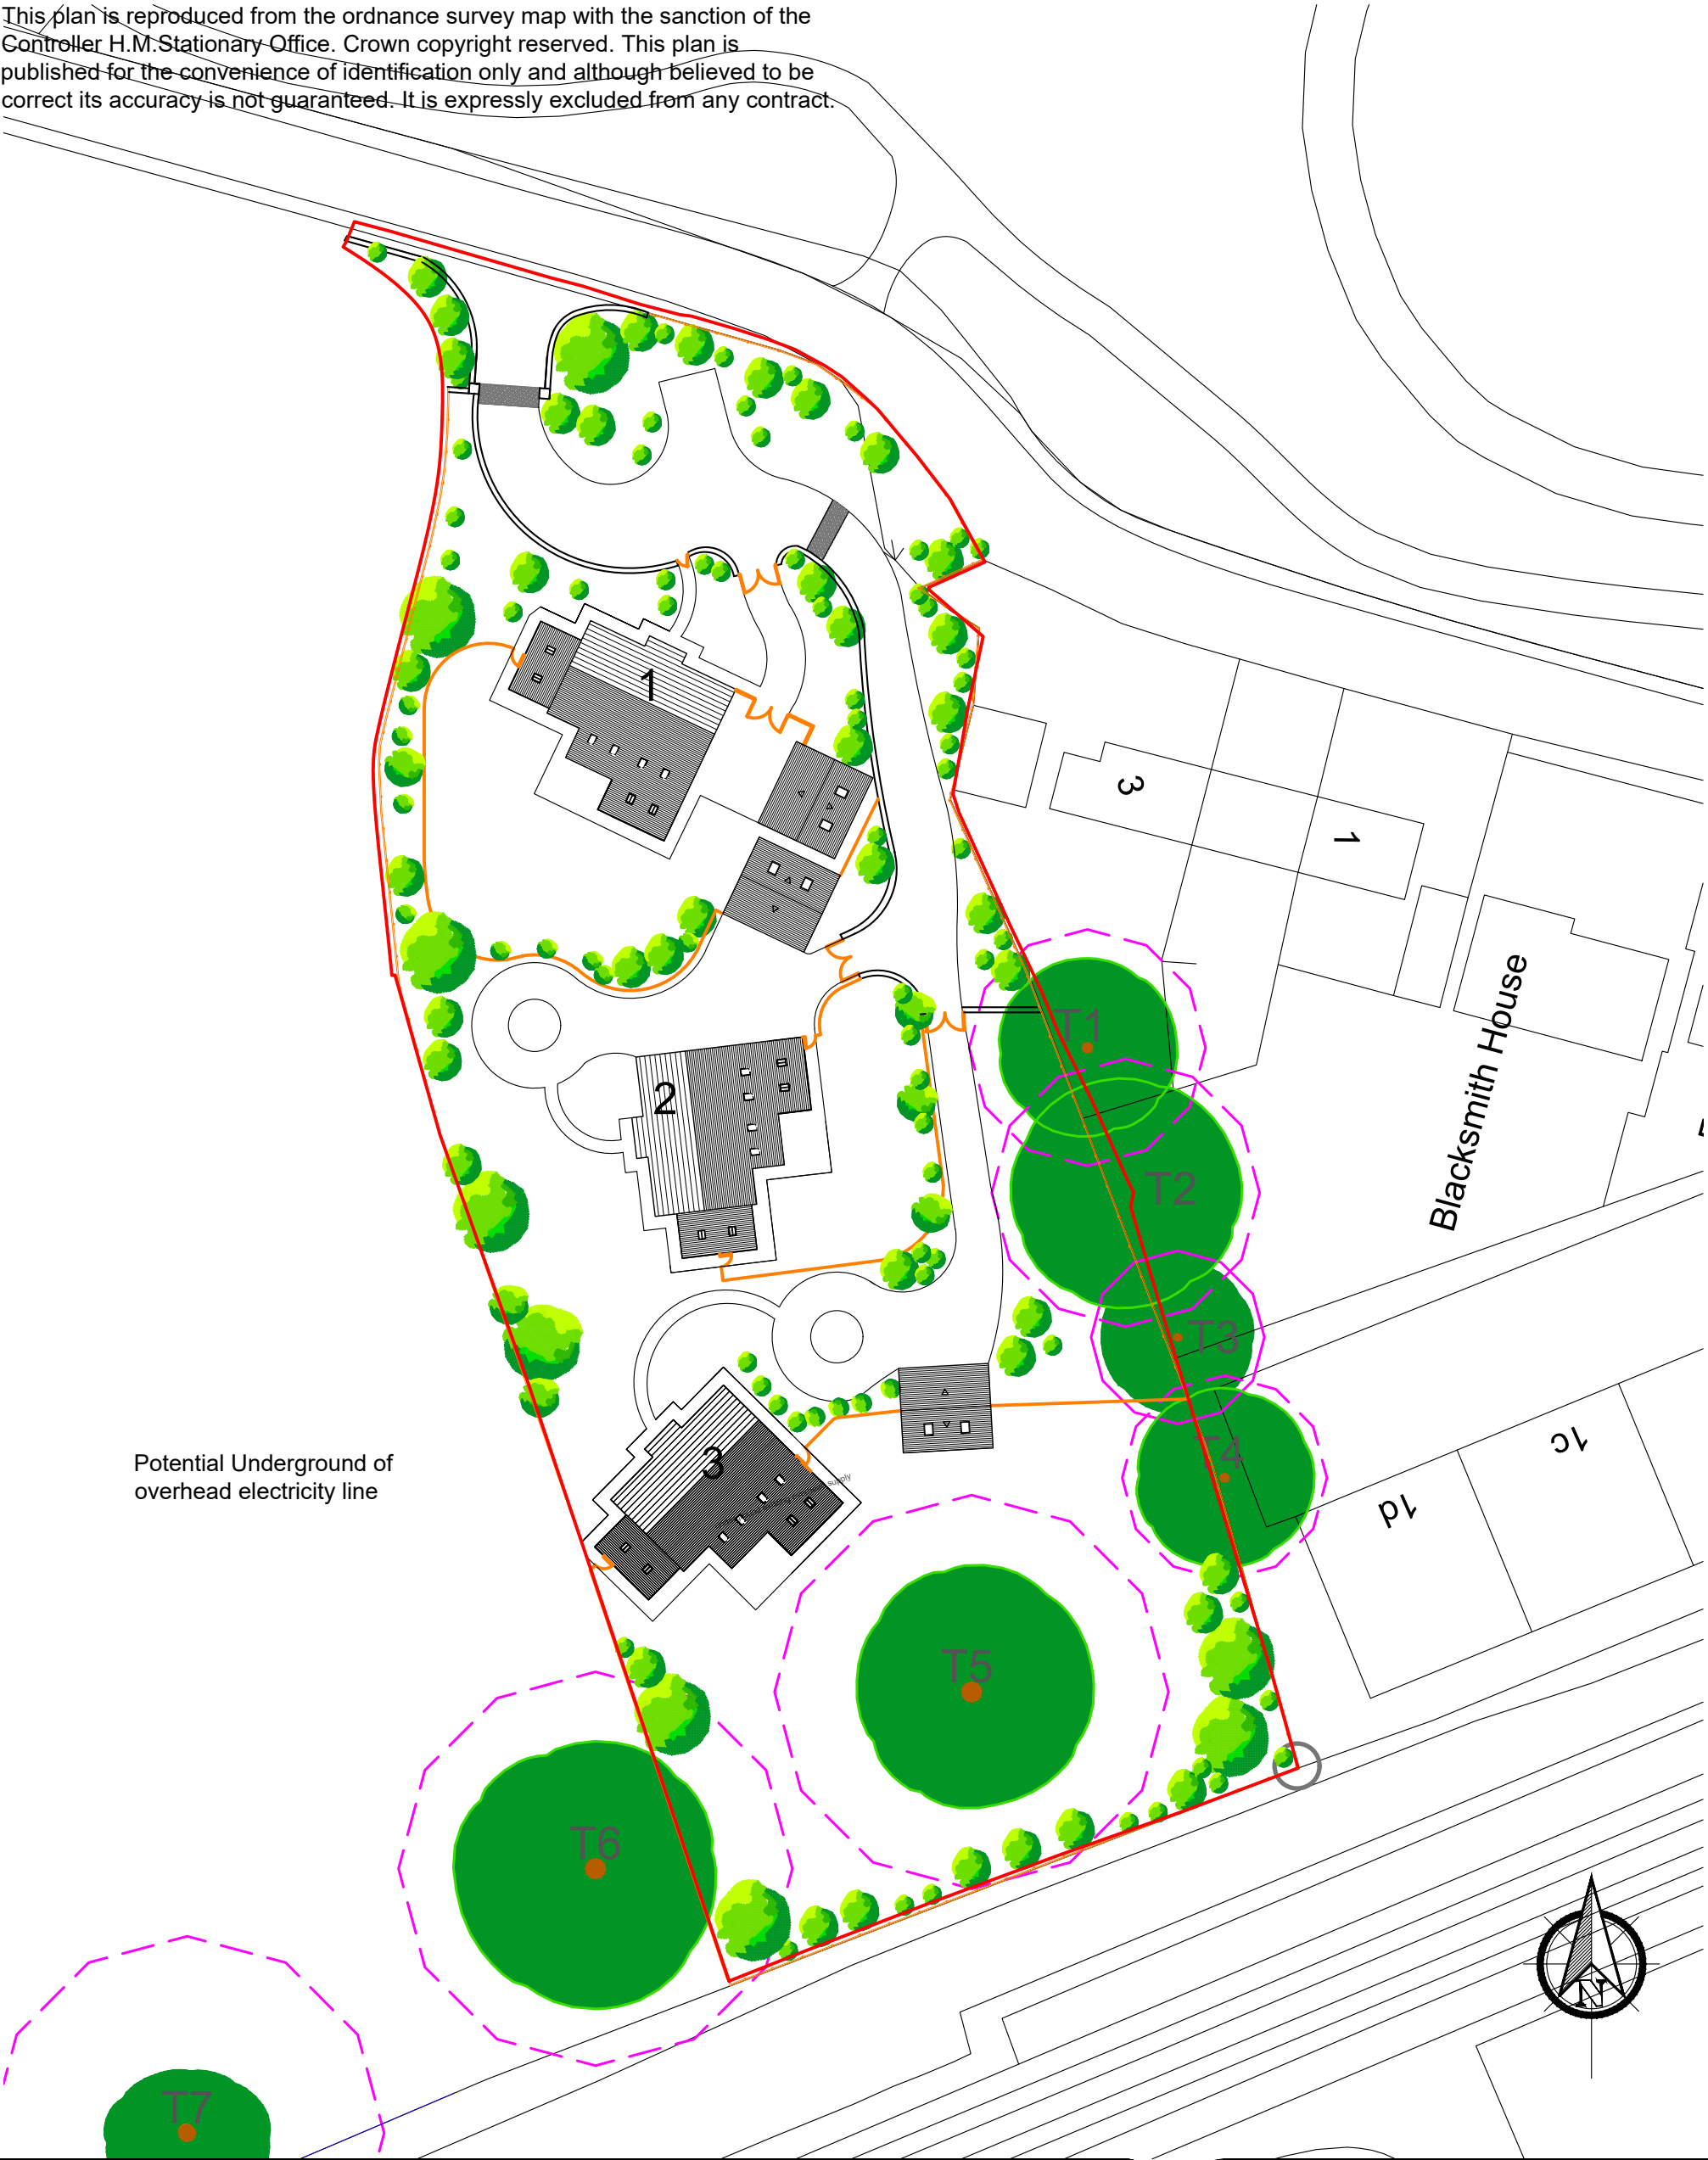 This plan is reproduced from the ordnance survey map with the sanction of the
Controller H.M.Stationary Office. Crown copyright reserved. This plan is
published for the convenience of identification only and although believed to be
correct its accuracy is not guaranteed. It is expressly excluded from any contract.
1
3
1
T1
Blacksmith House
2
T2
T3
1c
T4
3
Potential Underground of
overhead electricity line
1d
T5
T6
N
T7